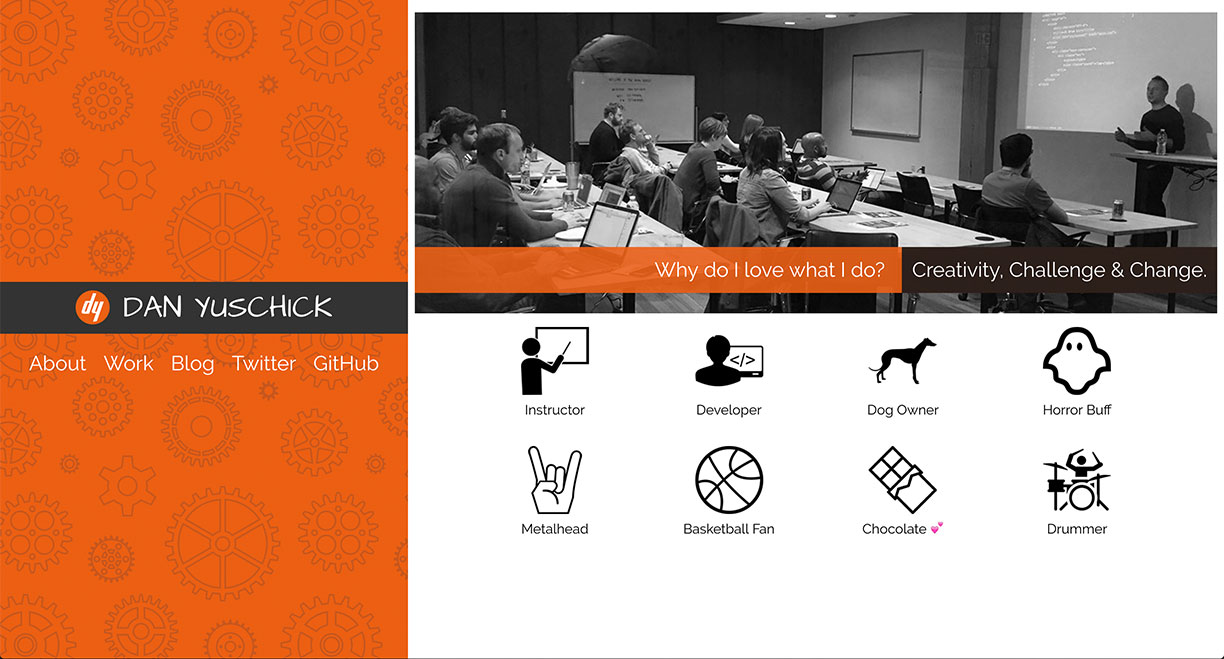 dy DAN YUSCHICK
About Work Blog Twitter GitHub
Why do I love what I do? Creativity, Challenge & Change.
Instructor Developer Dog Owner Horror Buff
Metalhead Basketball Fan Chocolate 💕 Drummer